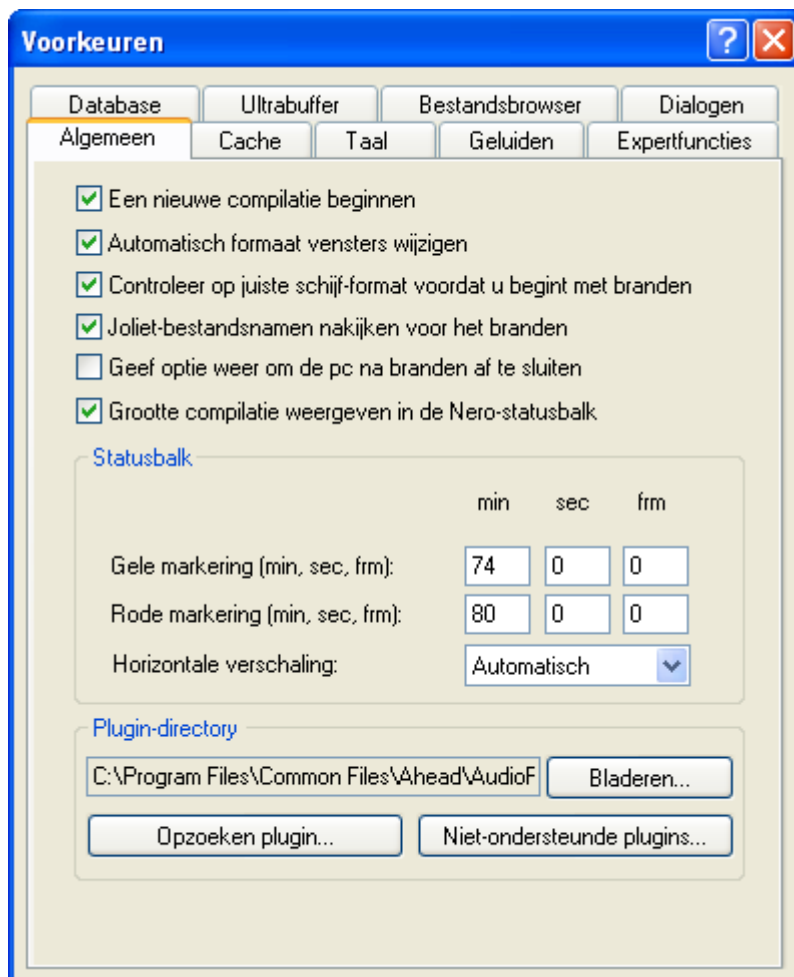 Voorkeuren
Database Ultrabuffer Bestandsbrowser Dialogen
Algemeen Cache Taal Geluiden Expertfuncties
Een nieuwe compilatie beginnen
Automatisch formaat vensters wijzigen
Controleer op juiste schijf-format voordat u begint met branden
Joliet-bestandsnamen nakijken voor het branden
Geef optie weer om de pc na branden af te sluiten
Grootte compilatie weergeven in de Nero-statusbalk
Statusbalk
min sec frm
Gele markering (min, sec, frm): 74 0 0
Rode markering (min, sec, frm): 80 0 0
Horizontale verschaling: Automatisch
Plugin-directory
C:\Program Files\Common Files\Ahead\AudioF Bladeren...
Opzoeken plugin... Niet-ondersteunde plugins...